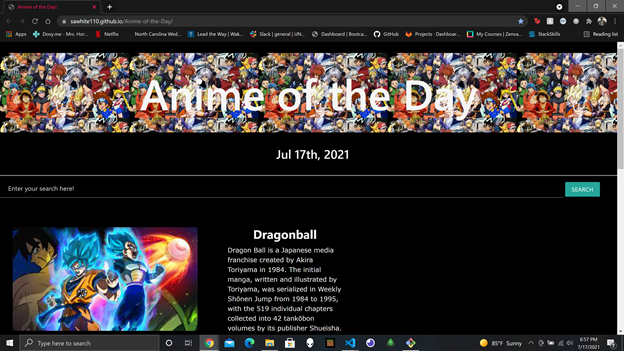 Anime of the Day!
sawhite110.github.io/Anime-of-the-Day/
Apps
Doxy.me - Mrs. Hor...
Netflix
North Carolina Wed...
Lead the Way | Wak...
Slack | general | UN...
Dashboard | Bootca...
GitHub
Projects · Dashboar...
My Courses | Zenva...
StackSkills
Reading list
Anime of the Day
Jul 17th, 2021
Enter your search here!
SEARCH
Dragonball
Dragon Ball is a Japanese media
franchise created by Akira
Toriyama in 1984. The initial
manga, written and illustrated by
Toriyama, was serialized in Weekly
Shōnen Jump from 1984 to 1995,
with the 519 individual chapters
collected into 42 tankōbon
volumes by its publisher Shueisha.
Type here to search
85°F Sunny
6:57 PM
7/17/2021